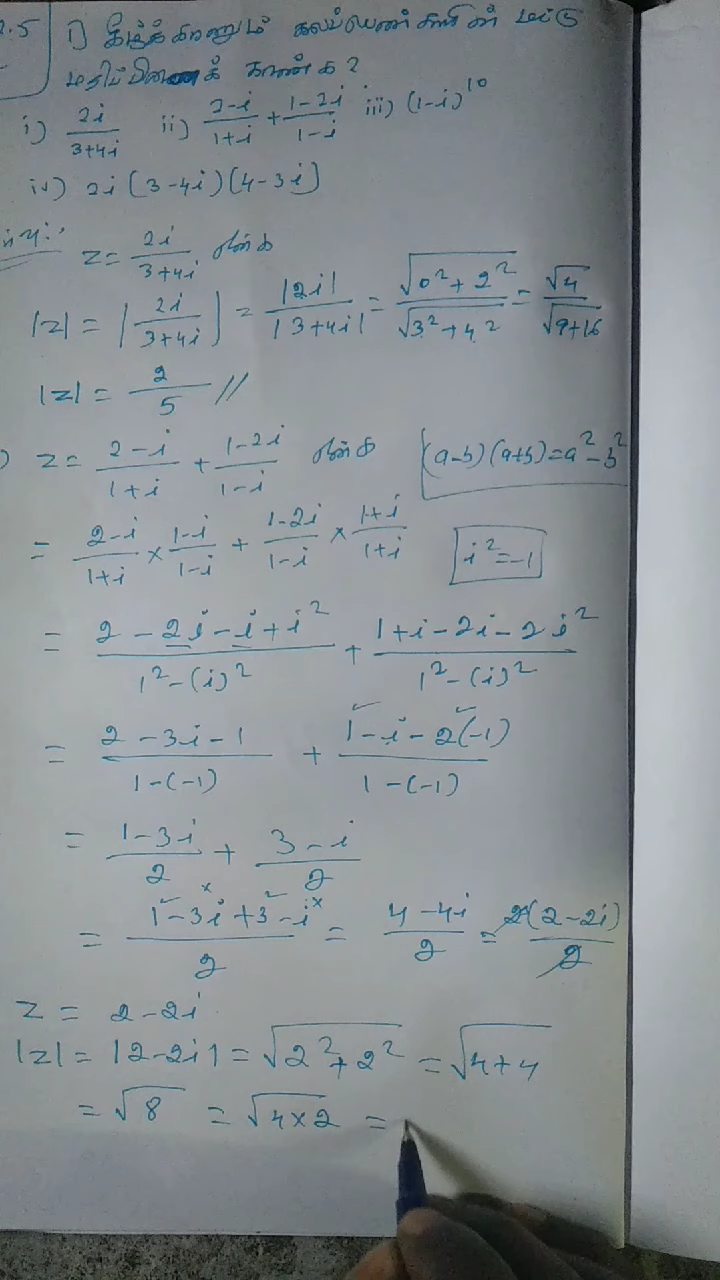 2.5 1) கீழ்க்காணும் கலப்பெண்களின் மட்டு
மதிப்பினைக் காண்க?
i) 2i/(3+4i) ii) (2-i)/(1+i) + (1-2i)/(1-i) iii) (1-i)^10
iv) 2i(3-4i)(4-3i)
z = 2i/(3+4i) என்க
|z| = |2i/(3+4i)| = |2i|/|3+4i| = √(0²+2²)/√(3²+4²) = √4/√(9+16)
|z| = 2/5 //
) z = (2-i)/(1+i) + (1-2i)/(1-i) என்க (a-b)(a+b)=a²-b²
= (2-i)/(1+i) × (1-i)/(1-i) + (1-2i)/(1-i) × (1+i)/(1+i) i²=-1
= (2-2i-i+i²)/(1²-(i)²) + (1+i-2i-2i²)/(1²-(i)²)
= (2-3i-1)/(1-(-1)) + (1-i-2(-1))/(1-(-1))
= (1-3i)/2 + (3-i)/2
= (1-3i+3-i)/2 = (4-4i)/2 = 2(2-2i)/2
z = 2-2i
|z| = |2-2i| = √(2²+2²) = √(4+4)
= √8 = √(4×2) =